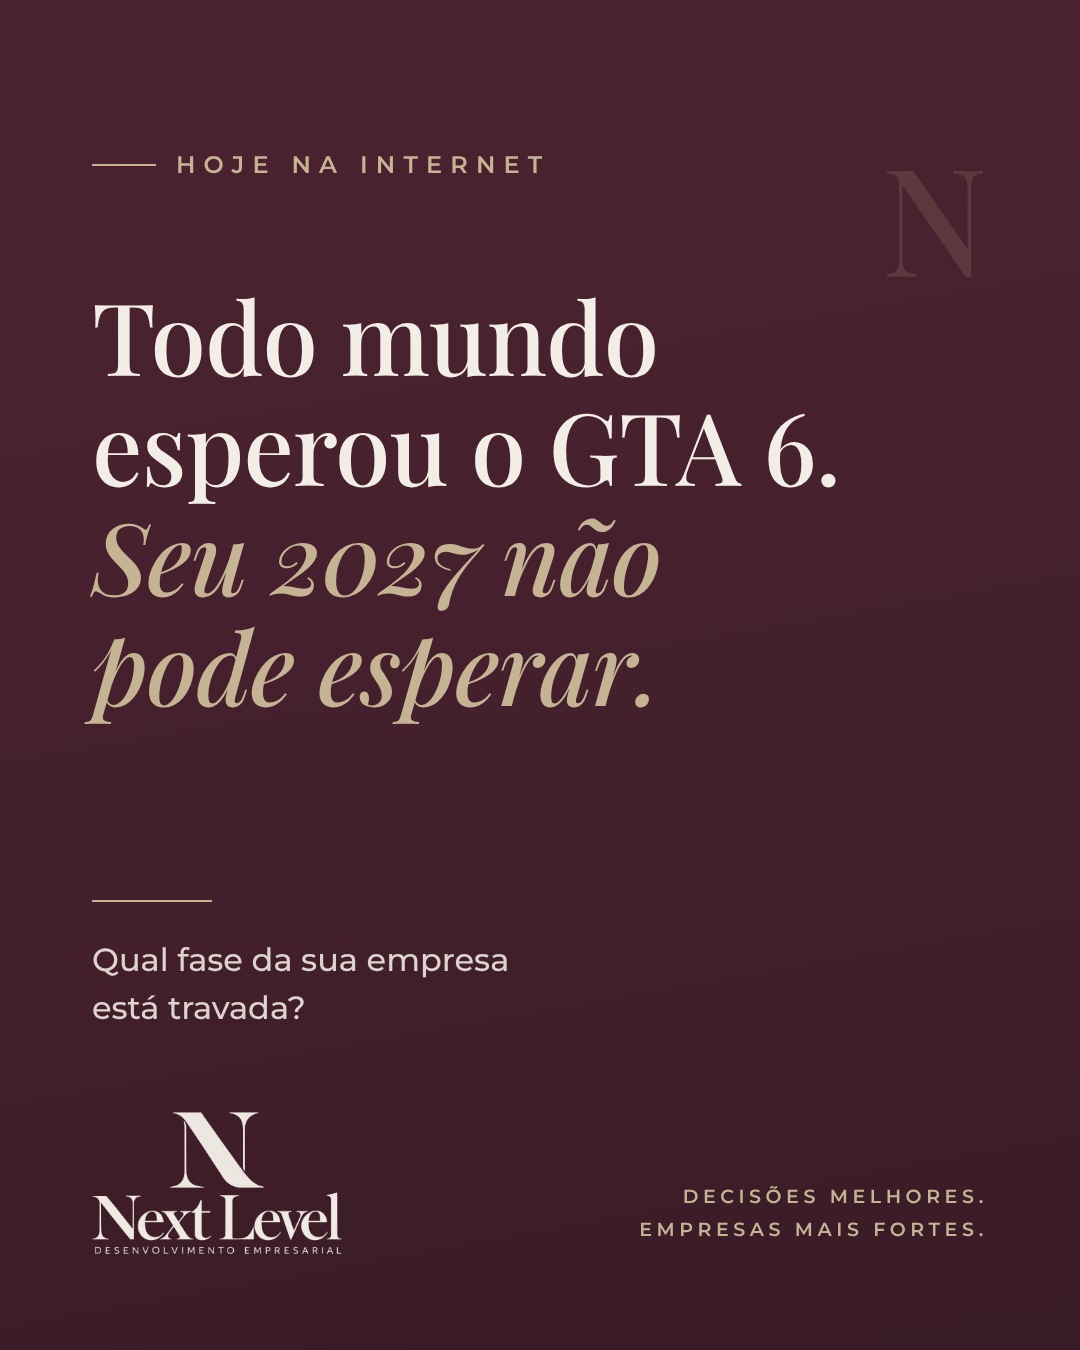 HOJE NA INTERNET
N
Todo mundo
esperou o GTA 6.
Seu 2027 não
pode esperar.
Qual fase da sua empresa
está travada?
N
Next Level
DESENVOLVIMENTO EMPRESARIAL
DECISÕES MELHORES.
EMPRESAS MAIS FORTES.